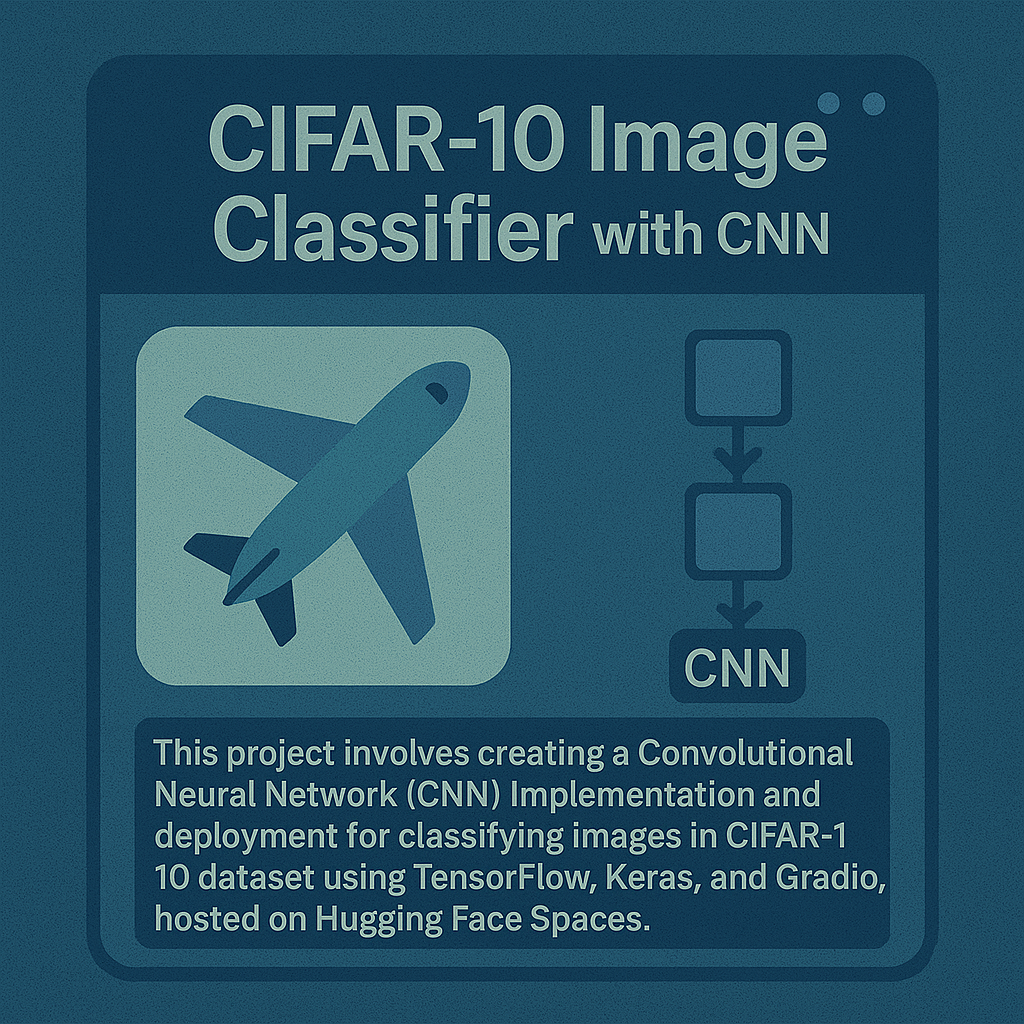 CIFAR-10 Image
Classifier with CNN
CNN
This project involves creating a Convolutional
Neural Network (CNN) Implementation and
deployment for classifying images in CIFAR-1
10 dataset using TensorFlow, Keras, and Gradio,
hosted on Hugging Face Spaces.